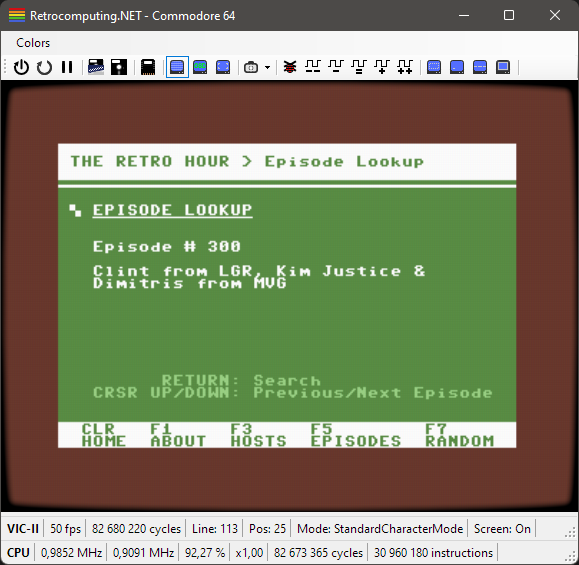 Retrocomputing.NET - Commodore 64
Colors
THE RETRO HOUR > Episode Lookup
EPISODE LOOKUP
Episode # 300
Clint from LGR, Kim Justice &
Dimitris from MVG
RETURN: Search
CRSR UP/DOWN: Previous/Next Episode
CLR F1 F3 F5 F7
HOME ABOUT HOSTS EPISODES RANDOM
VIC-II 50 fps 82 680 220 cycles Line: 113 Pos: 25 Mode: StandardCharacterMode Screen: On
CPU 0,9852 MHz 0,9091 MHz 92,27 % x1,00 82 673 365 cycles 30 960 180 instructions